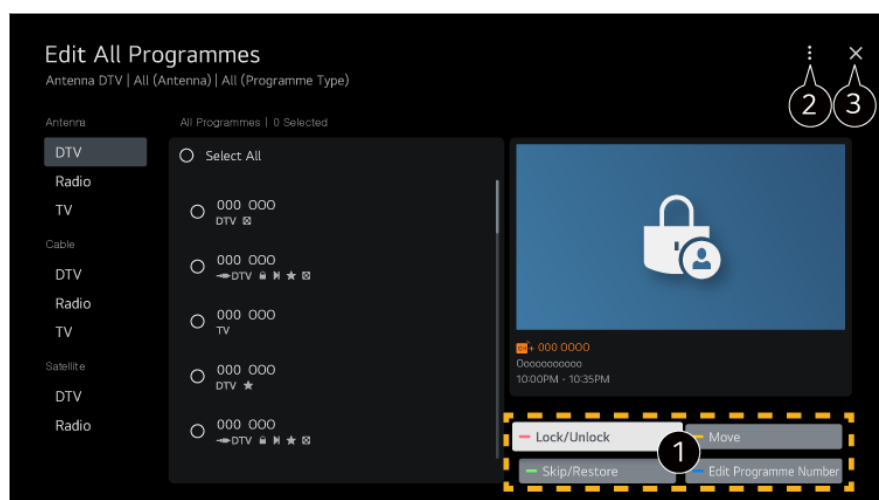 Edit All Programmes
Antenna DTV | All (Antenna) | All (Programme Type)
2
3
Antenna
DTV
Radio
TV
Cable
DTV
Radio
TV
Satellite
DTV
Radio
All Programmes | 0 Selected
Select All
000 000
DTV
000 000
DTV
000 000
TV
000 000
DTV ★
000 000
DTV
+ 000 0000
Ooooooooooo
10:00PM - 10:35PM
Lock/Unlock
Move
1
Skip/Restore
Edit Programme Number